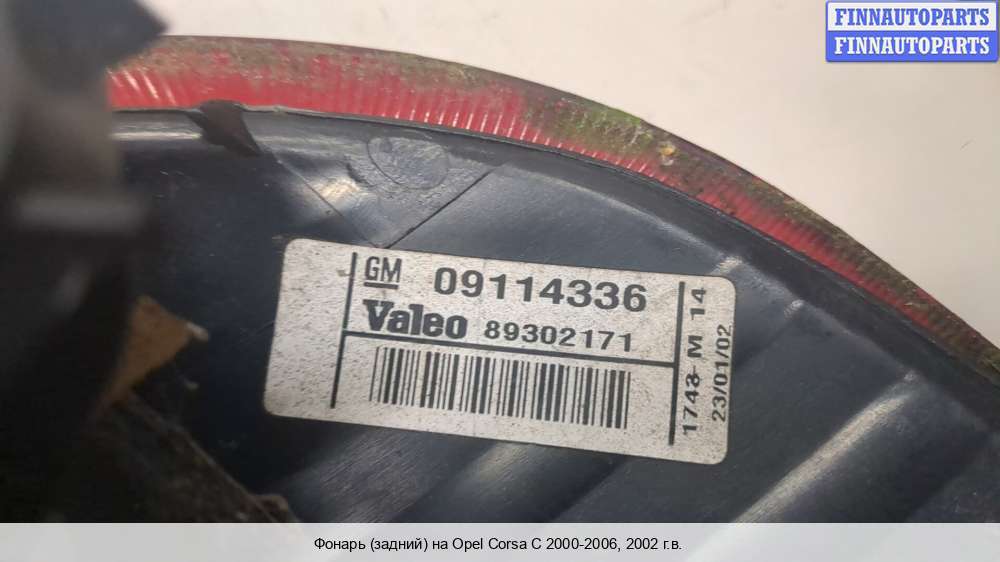 FINNAUTOPARTS
FINNAUTOPARTS
GM 09114336
Valeo 89302171
1743 M 14
23/01/02
Фонарь (задний) на Opel Corsa C 2000-2006, 2002 г.в.